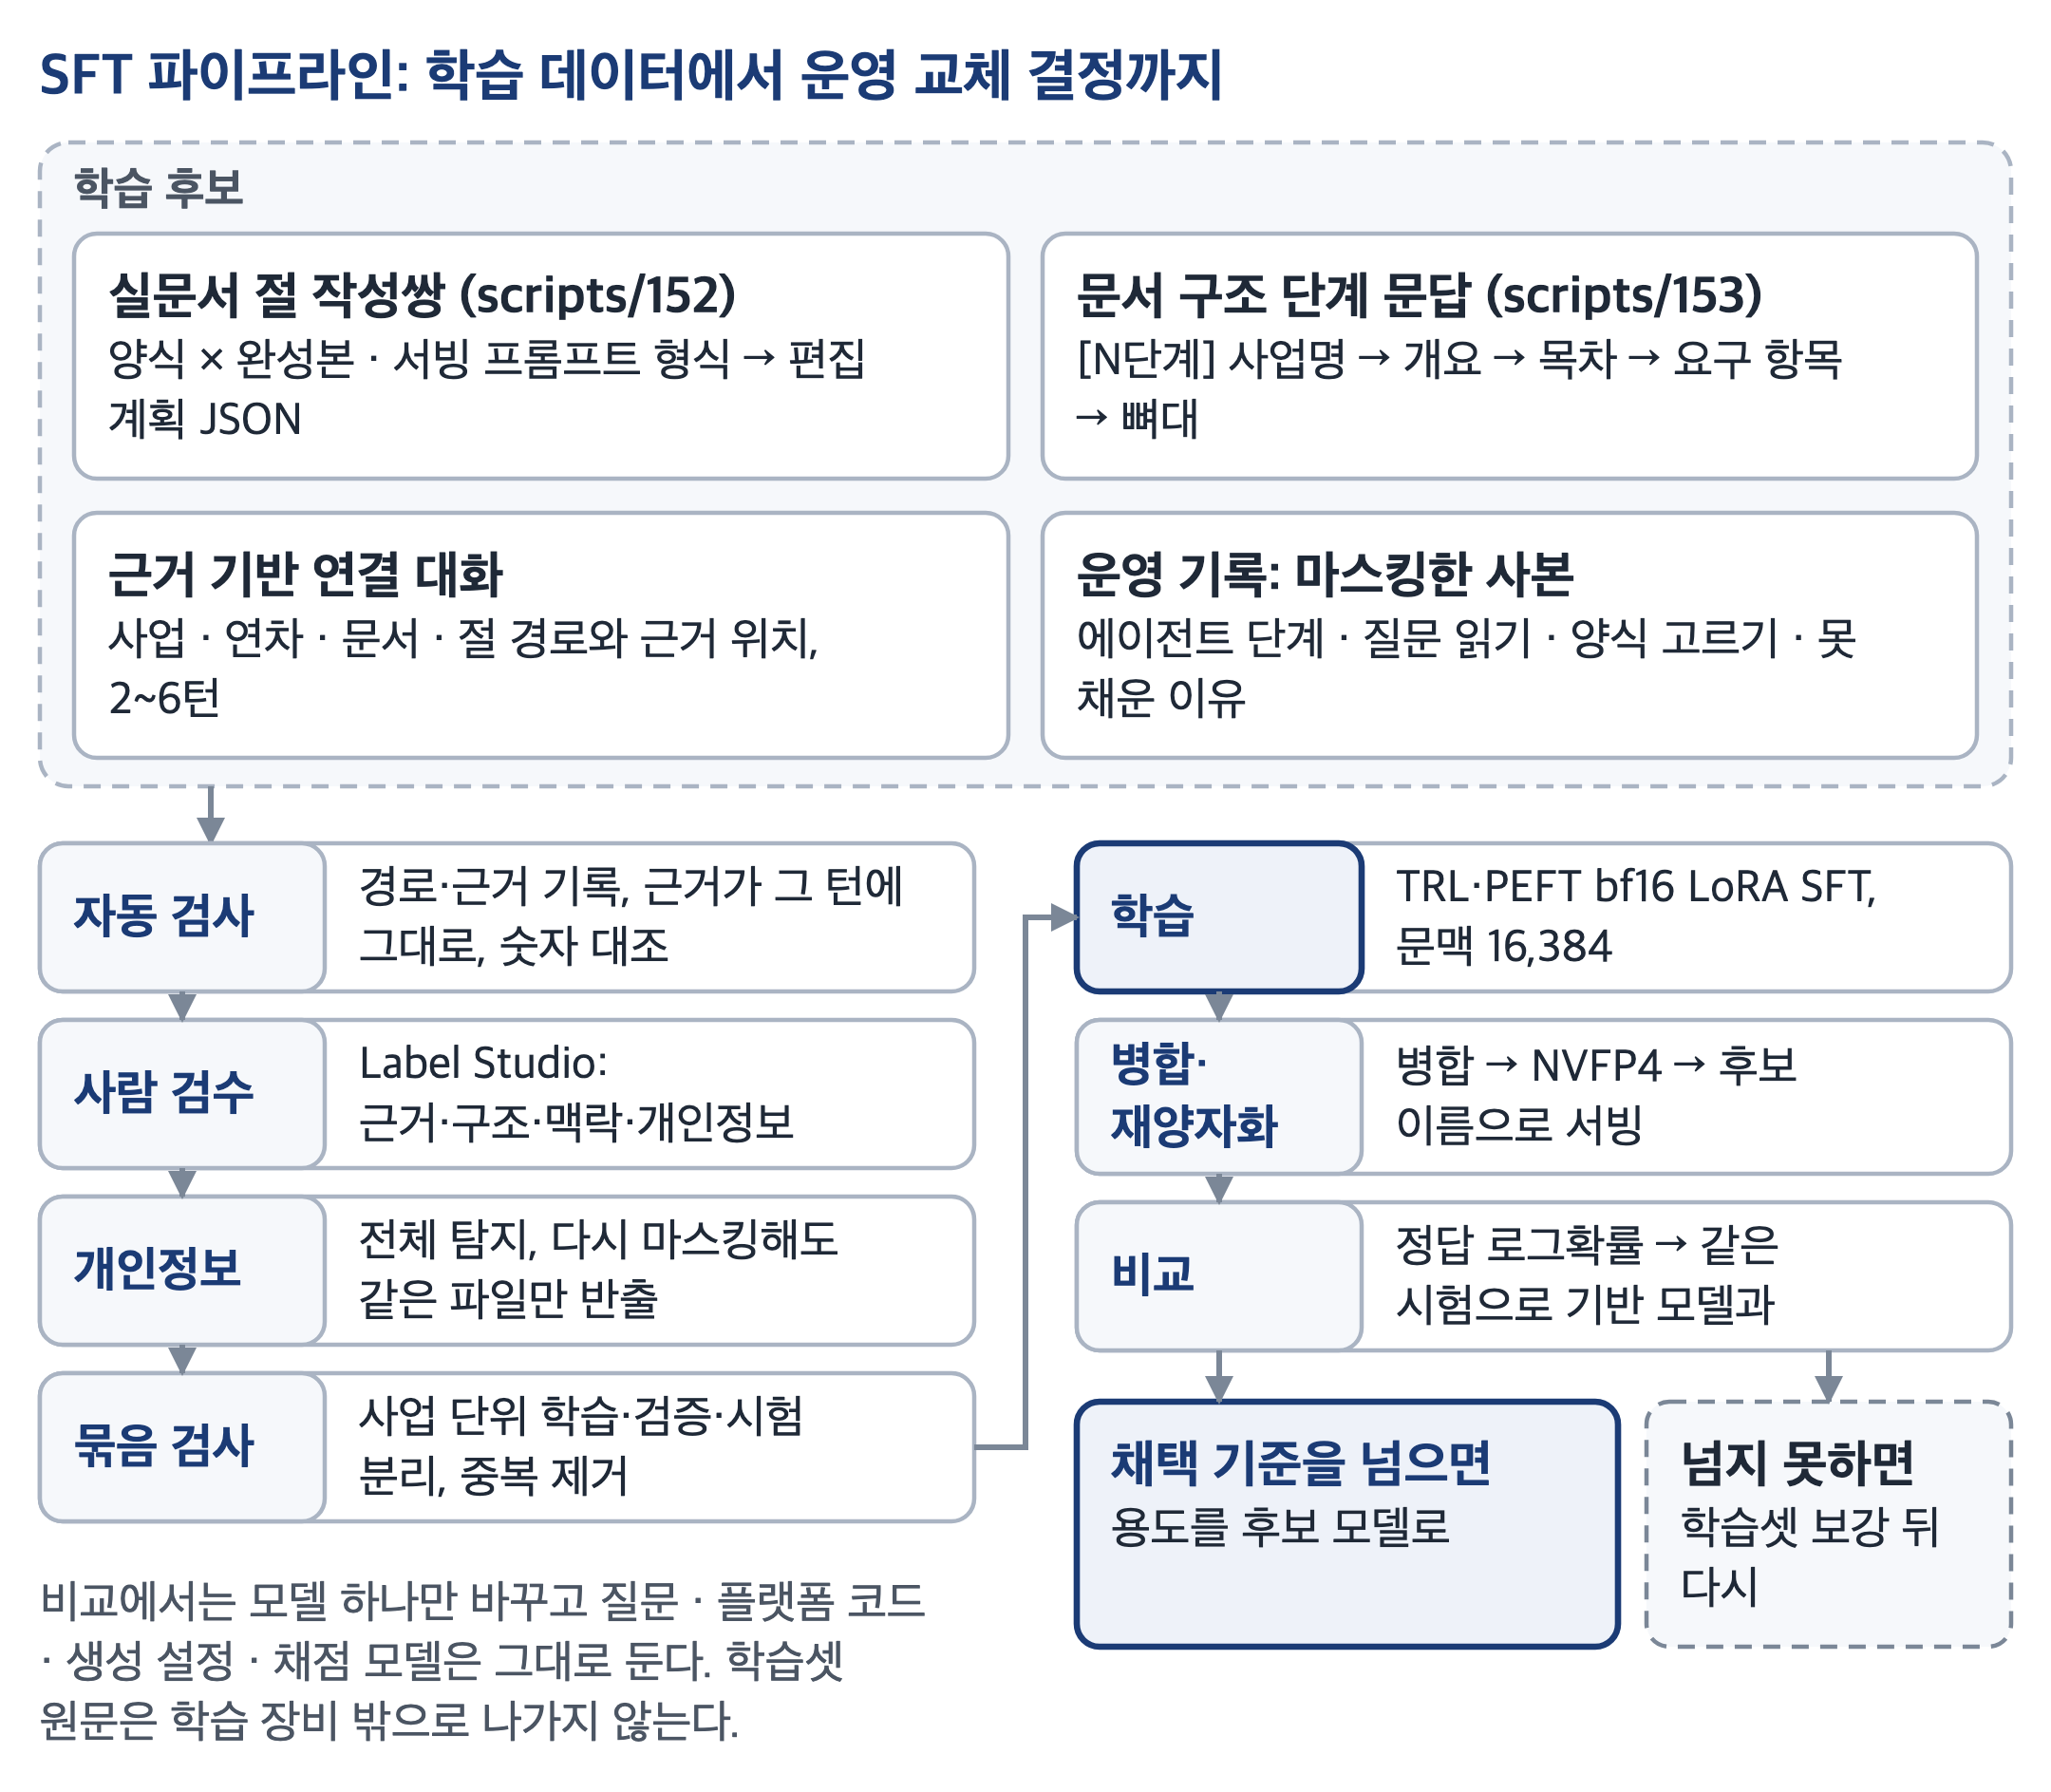 SFT 파이프라인: 학습 데이터에서 운영 교체 결정까지
학습 후보
실문서 절 작성쌍 (scripts/152)
양식 × 완성본 · 서빙 프롬프트 형식 → 편집
계획 JSON
문서 구조 단계 문답 (scripts/153)
[N단계] 사업명 → 개요 → 목차 → 요구 항목
→ 뼈대
근거 기반 연결 대화
사업 · 연차 · 문서 · 절 경로와 근거 위치,
2~6턴
운영 기록: 마스킹한 사본
에이전트 단계 · 질문 읽기 · 양식 고르기 · 못
채운 이유
자동 검사
경로·근거 기록, 근거가 그 턴에
그대로, 숫자 대조
사람 검수
Label Studio:
근거·구조·맥락·개인정보
개인정보
전체 탐지, 다시 마스킹해도
같은 파일만 반출
묶음 검사
사업 단위 학습·검증·시험
분리, 중복 제거
학습
TRL·PEFT bf16 LoRA SFT,
문맥 16,384
병합·
재양자화
병합 → NVFP4 → 후보
이름으로 서빙
비교
정답 로그확률 → 같은
시험으로 기반 모델과
채택 기준을 넘으면
용도를 후보 모델로
넘지 못하면
학습셋 보강 뒤
다시
비교에서는 모델 하나만 바꾸고 질문 · 플랫폼 코드
· 생성 설정 · 채점 모델은 그대로 둔다. 학습셋
원문은 학습 장비 밖으로 나가지 않는다.